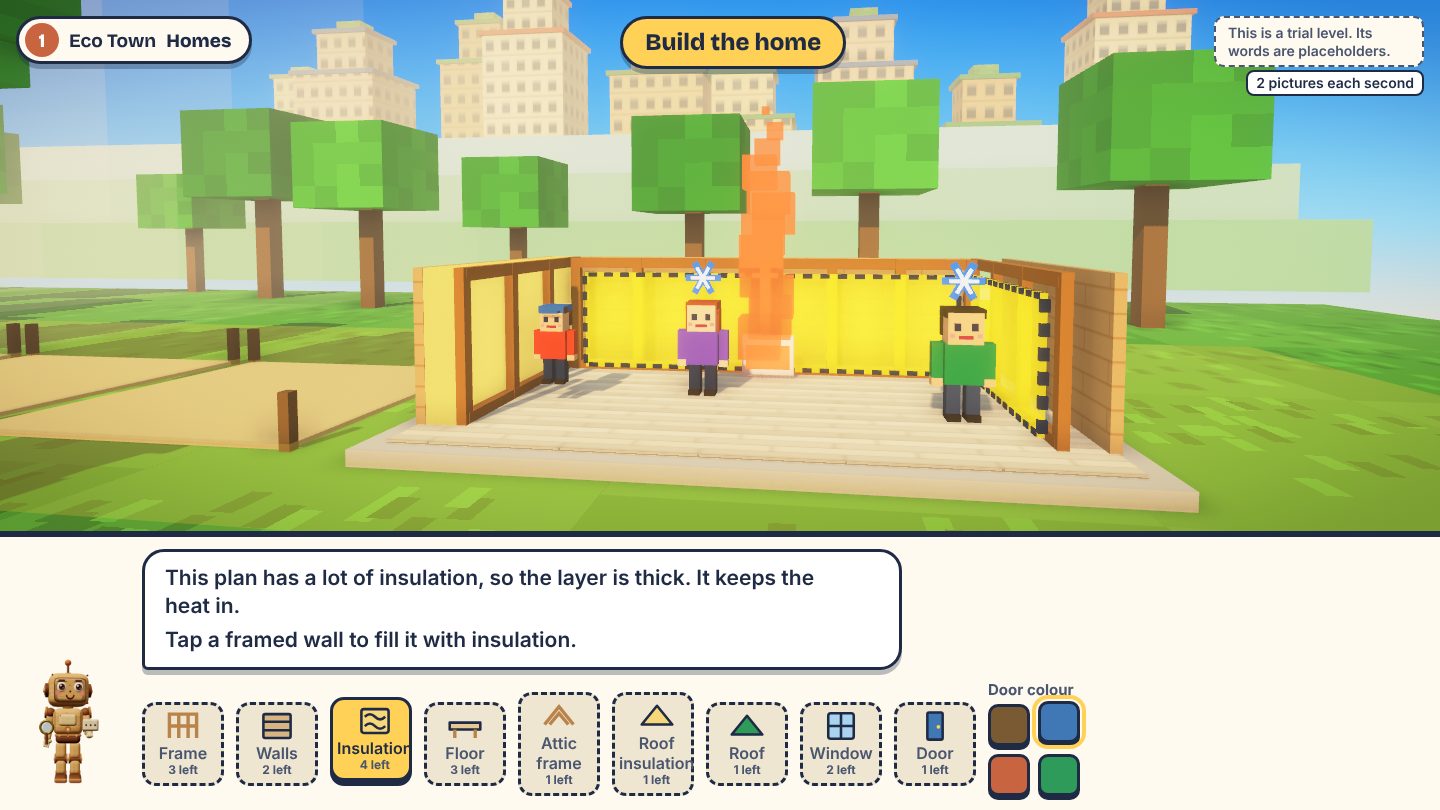 1 Eco Town Homes
Build the home
This is a trial level. Its
words are placeholders.
2 pictures each second
This plan has a lot of insulation, so the layer is thick. It keeps the
heat in.
Tap a framed wall to fill it with insulation.
Door colour
Frame
3 left
Walls
2 left
Insulation
4 left
Floor
3 left
Attic
frame
1 left
Roof
insulation
1 left
Roof
1 left
Window
2 left
Door
1 left